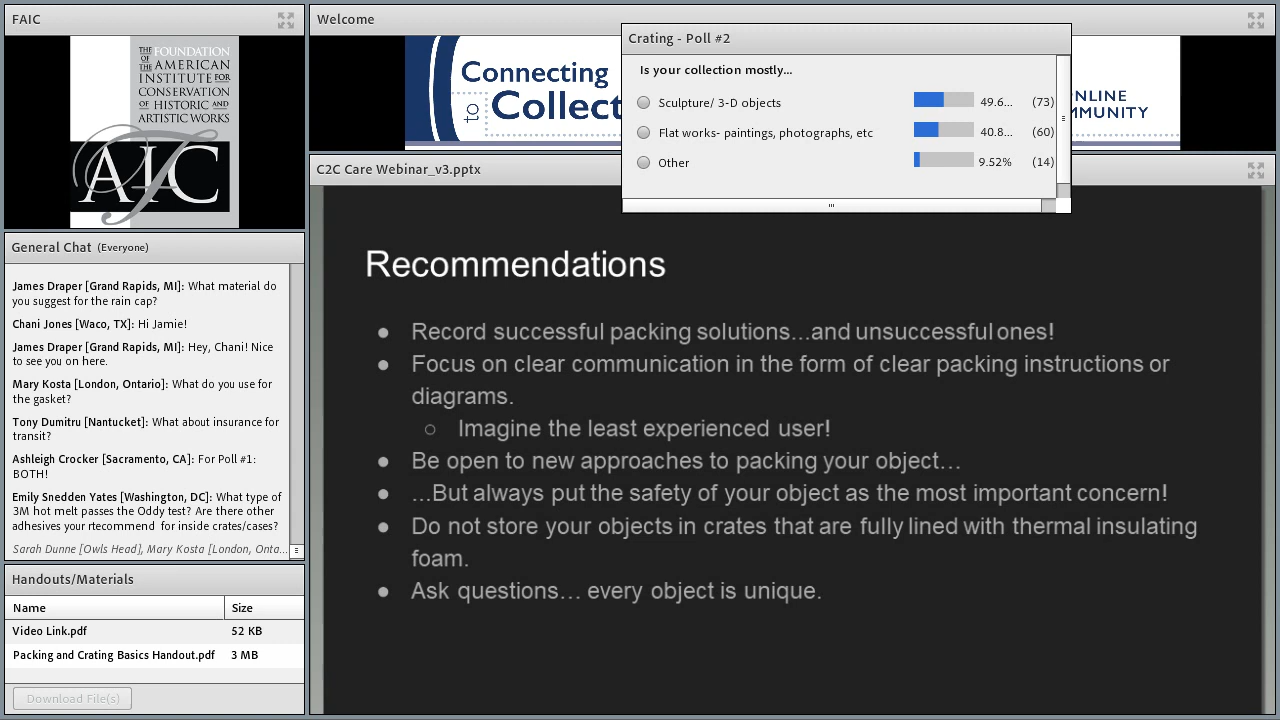 FAIC
THE
FOUNDATION
OF
THE
AMERICAN
INSTITUTE FOR
CONSERVATION
OF HISTORIC AND
ARTISTIC WORKS
AIC
General Chat (Everyone)
James Draper [Grand Rapids, MI]: What material do
you suggest for the rain cap?
Chani Jones [Waco, TX]: Hi Jamie!
James Draper [Grand Rapids, MI]: Hey, Chani! Nice
to see you on here.
Mary Kosta [London, Ontario]: What do you use for
the gasket?
Tony Dumitru [Nantucket]: What about insurance for
transit?
Ashleigh Crocker [Sacramento, CA]: For Poll #1:
BOTH!
Emily Snedden Yates [Washington, DC]: What type of
3M hot melt passes the Oddy test? Are there other
adhesives your rtecommend for inside crates/cases?
Sarah Dunne [Owls Head], Mary Kosta [London, Onta...
Handouts/Materials
Name Size
Video Link.pdf 52 KB
Packing and Crating Basics Handout.pdf 3 MB
Download File(s)
Welcome
Connecting
to
Collect
ONLINE
MMUNITY
Crating - Poll #2
Is your collection mostly...
Sculpture/ 3-D objects 49.6... (73)
Flat works- paintings, photographs, etc 40.8... (60)
Other 9.52% (14)
C2C Care Webinar_v3.pptx
Recommendations
● Record successful packing solutions...and unsuccessful ones!
● Focus on clear communication in the form of clear packing instructions or
diagrams.
○ Imagine the least experienced user!
● Be open to new approaches to packing your object…
● ...But always put the safety of your object as the most important concern!
● Do not store your objects in crates that are fully lined with thermal insulating
foam.
● Ask questions… every object is unique.